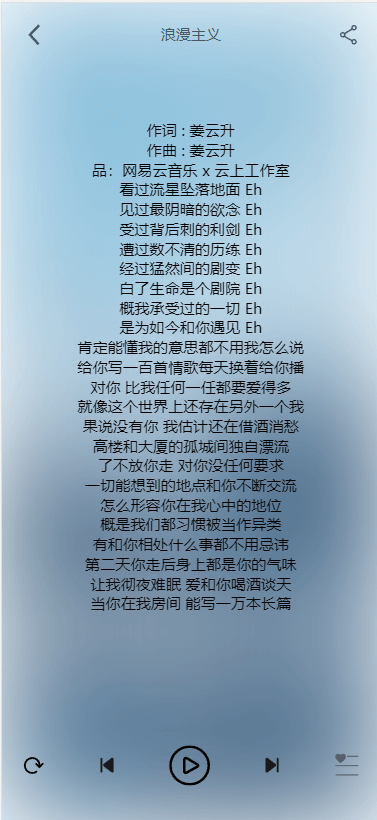 浪漫主义
作词 : 姜云升
作曲 : 姜云升
品：网易云音乐 x 云上工作室
看过流星坠落地面 Eh
见过最阴暗的欲念 Eh
受过背后刺的利剑 Eh
遭过数不清的历练 Eh
经过猛然间的剧变 Eh
白了生命是个剧院 Eh
概我承受过的一切 Eh
是为如今和你遇见 Eh
肯定能懂我的意思都不用我怎么说
给你写一百首情歌每天换着给你播
对你 比我任何一任都要爱得多
就像这个世界上还存在另外一个我
果说没有你 我估计还在借酒消愁
高楼和大厦的孤城间独自漂流
了不放你走 对你没任何要求
一切能想到的地点和你不断交流
怎么形容你在我心中的地位
概是我们都习惯被当作异类
有和你相处什么事都不用忌讳
第二天你走后身上都是你的气味
让我彻夜难眠 爱和你喝酒谈天
当你在我房间 能写一万本长篇